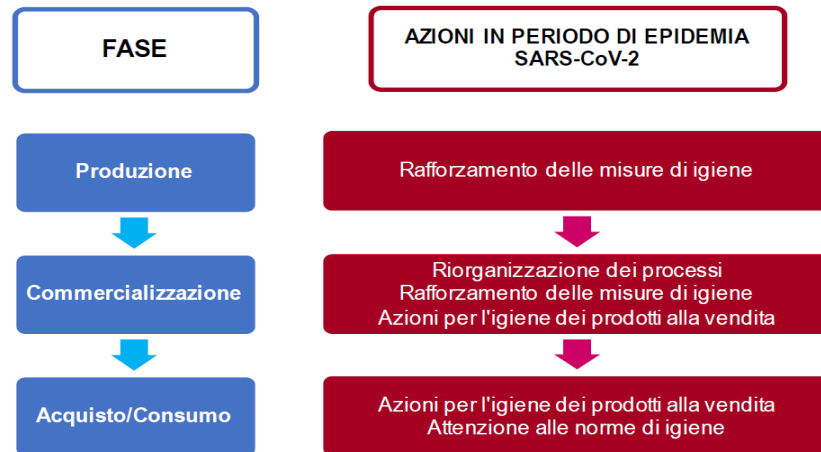 FASE
AZIONI IN PERIODO DI EPIDEMIA
SARS-CoV-2
Produzione
Rafforzamento delle misure di igiene
Commercializzazione
Riorganizzazione dei processi
Rafforzamento delle misure di igiene
Azioni per l'igiene dei prodotti alla vendita
Acquisto/Consumo
Azioni per l'igiene dei prodotti alla vendita
Attenzione alle norme di igiene